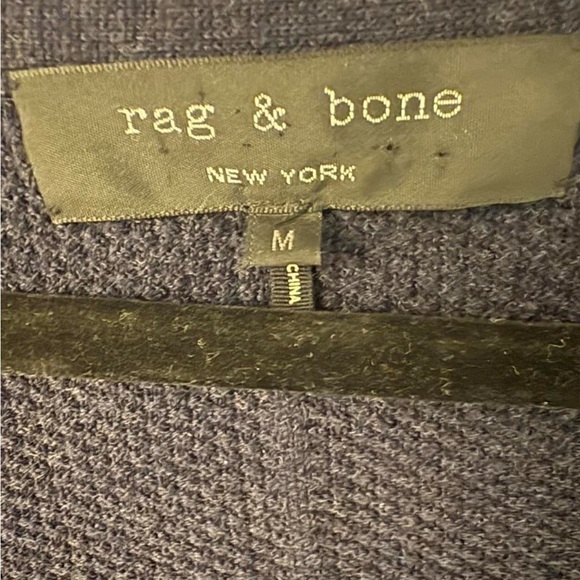 rag & bone
NEW YORK
M
CHINA